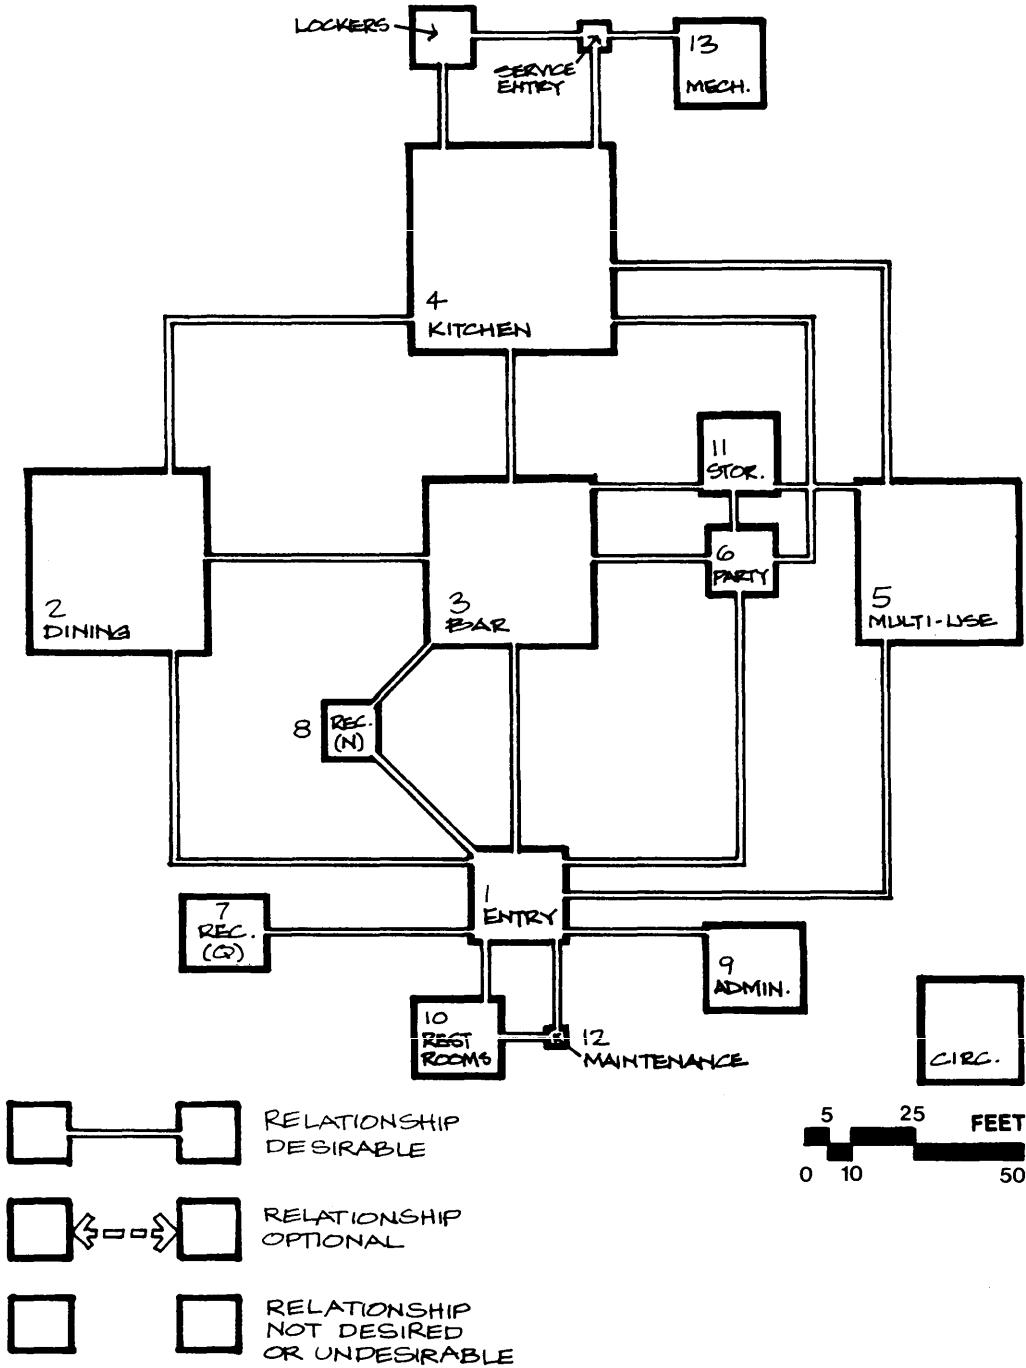 LOCKERS
SERVICE
ENTRY
13
MECH.
4
KITCHEN
11
STOR.
6
PARTY
2
DINING
3
BAR
5
MULTI-USE
8
REC.
(N)
1
ENTRY
7
REC.
(Q)
9
ADMIN.
10
REST
ROOMS
12
MAINTENANCE
CIRC.
RELATIONSHIP
DESIRABLE
5 25 FEET
0 10 50
RELATIONSHIP
OPTIONAL
RELATIONSHIP
NOT DESIRED
OR UNDESIRABLE